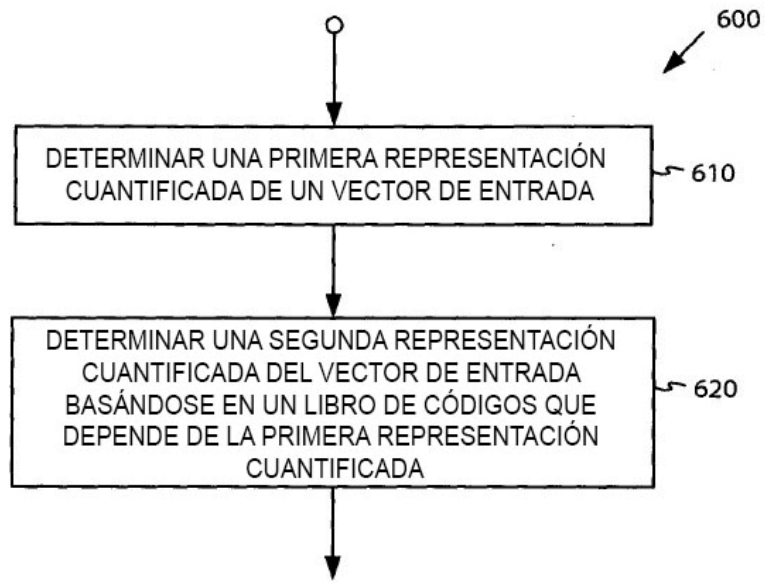 600
DETERMINAR UNA PRIMERA REPRESENTACIÓN
CUANTIFICADA DE UN VECTOR DE ENTRADA
610
DETERMINAR UNA SEGUNDA REPRESENTACIÓN
CUANTIFICADA DEL VECTOR DE ENTRADA
BASÁNDOSE EN UN LIBRO DE CÓDIGOS QUE
DEPENDE DE LA PRIMERA REPRESENTACIÓN
CUANTIFICADA
620